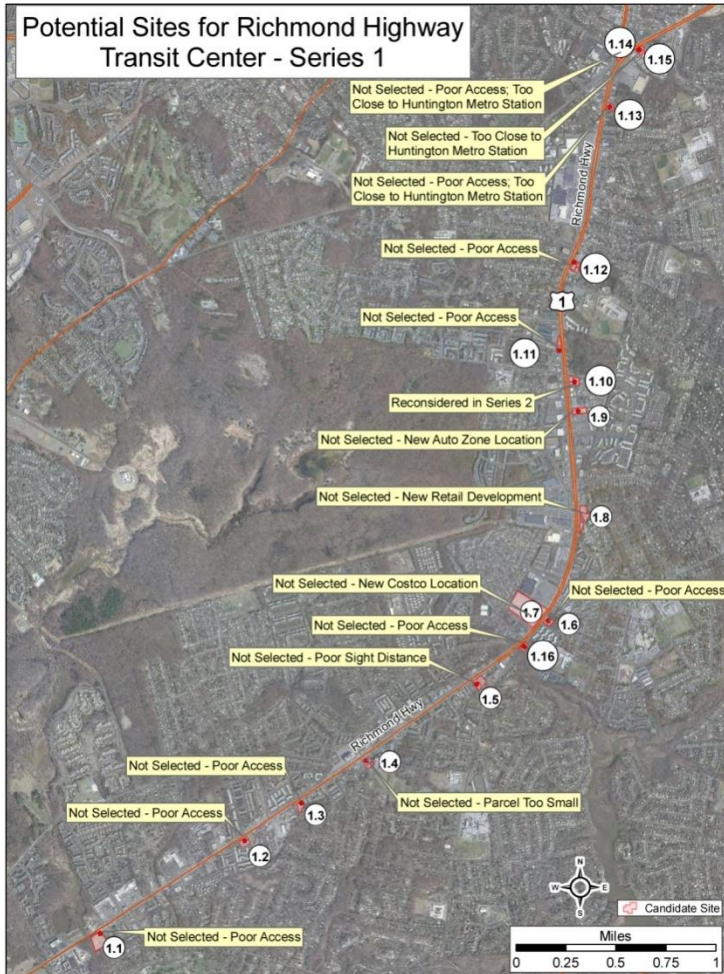 Potential Sites for Richmond Highway
Transit Center - Series 1
1.14
1.15
Not Selected - Poor Access; Too
Close to Huntington Metro Station
1.13
Not Selected - Too Close to
Huntington Metro Station
Richmond Hwy
Not Selected - Poor Access; Too
Close to Huntington Metro Station
Not Selected - Poor Access
1.12
1
Not Selected - Poor Access
1.11
1.10
Reconsidered in Series 2
1.9
Not Selected - New Auto Zone Location
Not Selected - New Retail Development
1.8
Not Selected - New Costco Location
Not Selected - Poor Access
1.7
1.6
Not Selected - Poor Access
1.16
Not Selected - Poor Sight Distance
1.5
Richmond Hwy
Not Selected - Poor Access
1.4
Not Selected - Parcel Too Small
1.3
Not Selected - Poor Access
1.2
N
W
E
S
Candidate Site
Not Selected - Poor Access
1.1
Miles
0 0.25 0.5 0.75 1